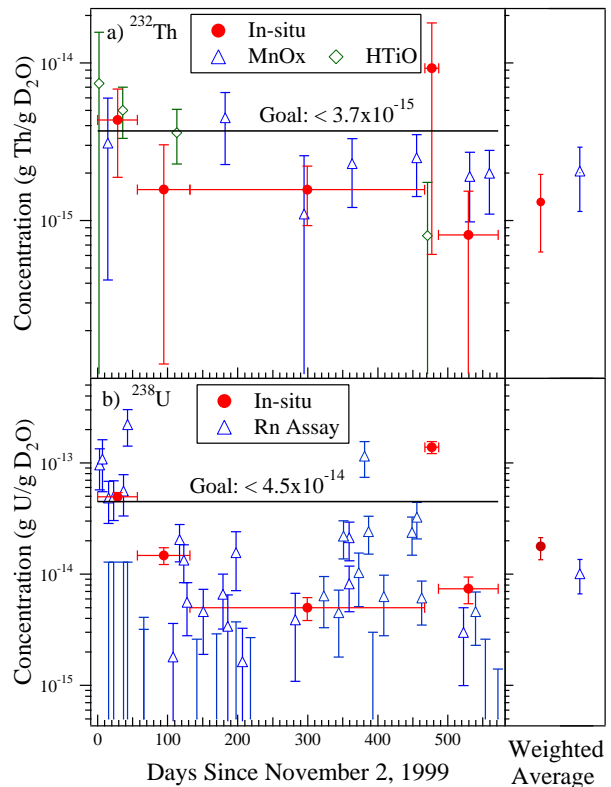 a) ²³²Th
In-situ
MnOx
HTiO
Goal: < 3.7x10⁻¹⁵
10⁻¹⁴
10⁻¹⁵
Concentration (g Th/g D₂O)
b) ²³⁸U
In-situ
Rn Assay
Goal: < 4.5x10⁻¹⁴
10⁻¹³
10⁻¹⁴
10⁻¹⁵
Concentration (g U/g D₂O)
0 100 200 300 400 500
Days Since November 2, 1999
Weighted
Average